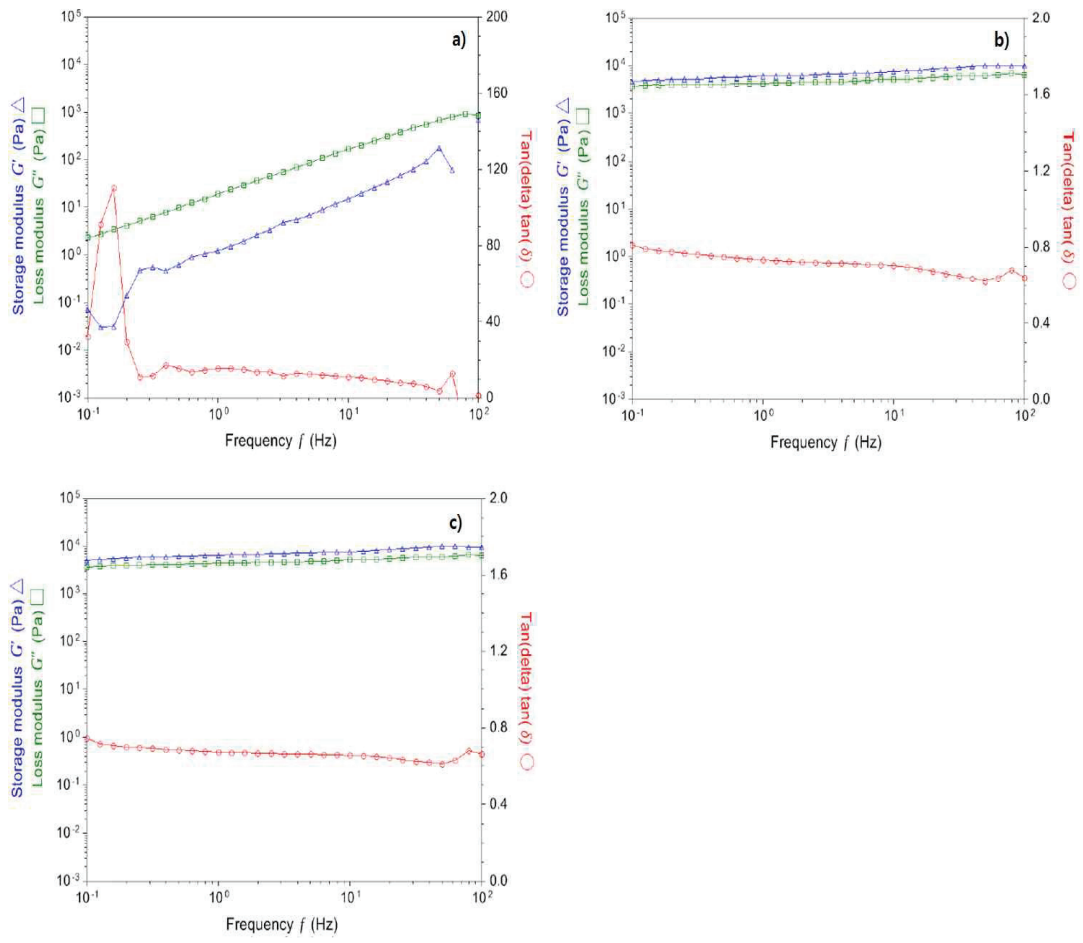 a)
Storage modulus G' (Pa) △
Loss modulus G'' (Pa) □
10^5
10^4
10^3
10^2
10^1
10^0
10^-1
10^-2
10^-3
200
160
120
80
40
0
Tan(delta) tan(δ) ○
10^-1 10^0 10^1 10^2
Frequency f (Hz)
b)
Storage modulus G' (Pa) △
Loss modulus G'' (Pa) □
10^5
10^4
10^3
10^2
10^1
10^0
10^-1
10^-2
10^-3
2.0
1.6
1.2
0.8
0.4
0.0
Tan(delta) tan(δ) ○
10^-1 10^0 10^1 10^2
Frequency f (Hz)
c)
Storage modulus G' (Pa) △
Loss modulus G'' (Pa) □
10^5
10^4
10^3
10^2
10^1
10^0
10^-1
10^-2
10^-3
2.0
1.6
1.2
0.8
0.4
0.0
Tan(delta) tan(δ) ○
10^-1 10^0 10^1 10^2
Frequency f (Hz)